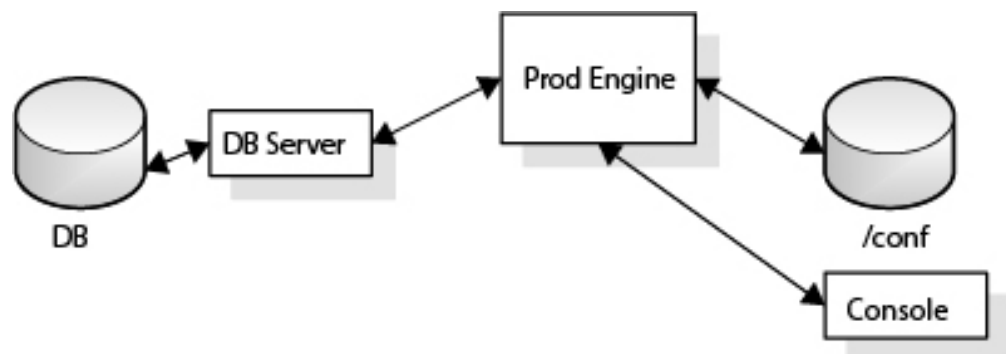 Prod Engine
DB Server
DB
/conf
Console